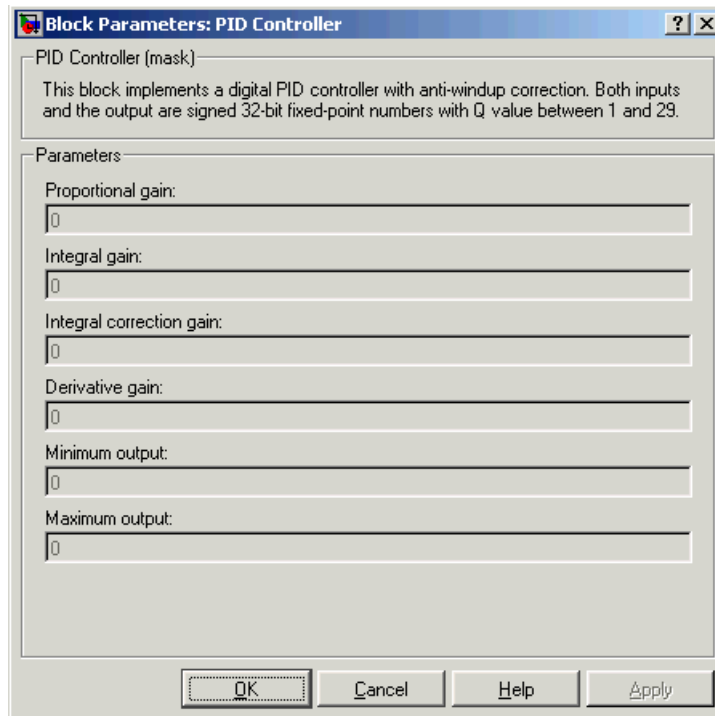 Block Parameters: PID Controller
PID Controller (mask)
This block implements a digital PID controller with anti-windup correction. Both inputs
and the output are signed 32-bit fixed-point numbers with Q value between 1 and 29.
Parameters
Proportional gain:
0
Integral gain:
0
Integral correction gain:
0
Derivative gain:
0
Minimum output:
0
Maximum output:
0
OK Cancel Help Apply